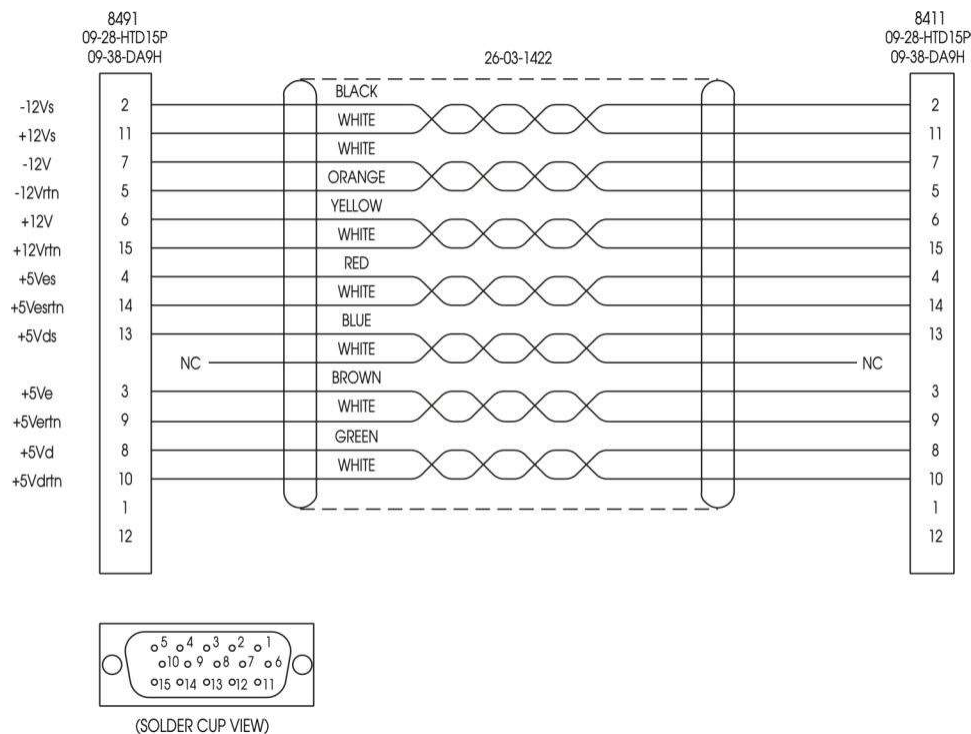 8491
09-28-HTD15P
09-38-DA9H
8411
09-28-HTD15P
09-38-DA9H
26-03-1422
BLACK
-12Vs 2 2
WHITE
+12Vs 11 11
WHITE
-12V 7 7
ORANGE
-12Vrtn 5 5
YELLOW
+12V 6 6
WHITE
+12Vrtn 15 15
RED
+5Ves 4 4
WHITE
+5Vesrtn 14 14
BLUE
+5Vds 13 13
WHITE
NC NC
BROWN
+5Ve 3 3
WHITE
+5Vertn 9 9
GREEN
+5Vd 8 8
WHITE
+5Vdrtn 10 10
1 1
12 12
5 4 3 2 1
10 9 8 7 6
15 14 13 12 11
(SOLDER CUP VIEW)